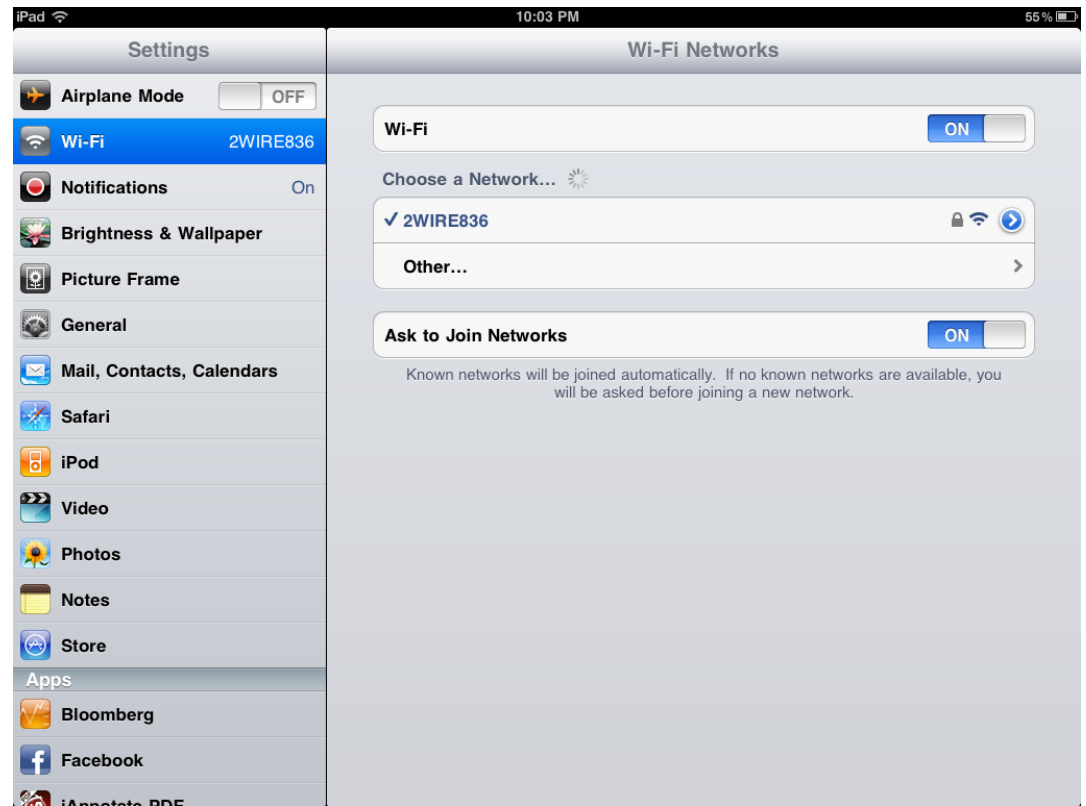 iPad 10:03 PM 55%
Settings
Airplane Mode OFF
Wi-Fi 2WIRE836
Notifications On
Brightness & Wallpaper
Picture Frame
General
Mail, Contacts, Calendars
Safari
iPod
Video
Photos
Notes
Store
Apps
Bloomberg
Facebook
iAnnotate PDF
Wi-Fi Networks
Wi-Fi ON
Choose a Network...
✓ 2WIRE836
Other...
Ask to Join Networks ON
Known networks will be joined automatically.  If no known networks are available, you
will be asked before joining a new network.